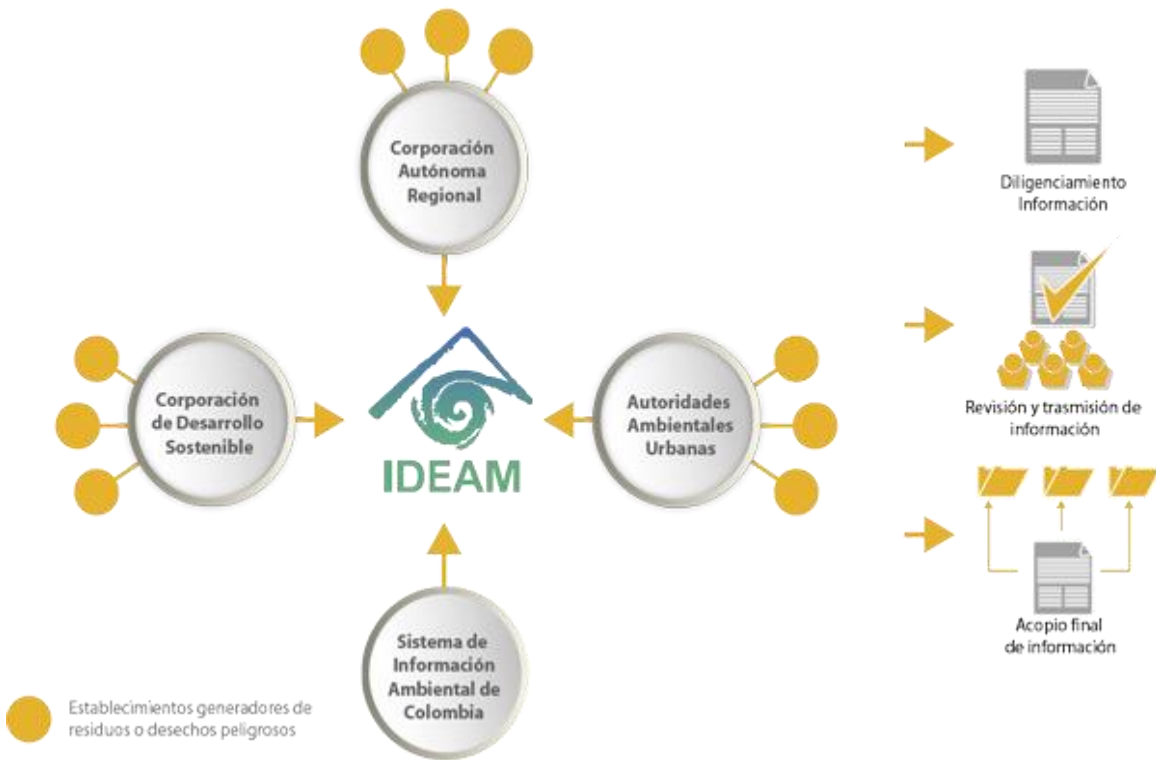 Corporación
Autónoma
Regional
Corporación
de Desarrollo
Sostenible
IDEAM
Autoridades
Ambientales
Urbanas
Sistema de
Información
Ambiental de
Colombia
Establecimientos generadores de
residuos o desechos peligrosos
Diligenciamiento
Información
Revisión y trasmisión de
información
Acopio final
de información